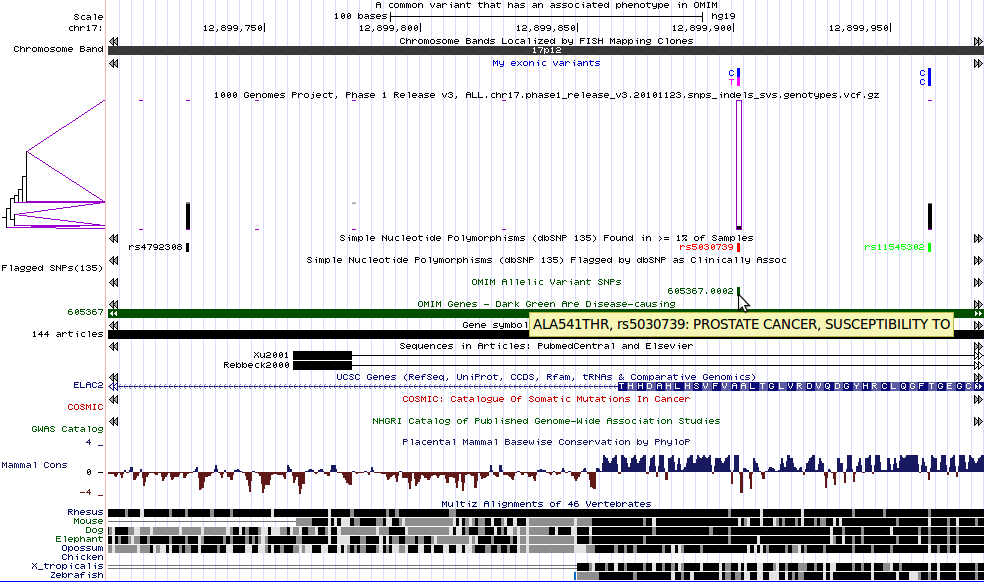 A common variant that has an associated phenotype in OMIM
Scale 100 bases hg19
chr17: 12,899,750 12,899,800 12,899,850 12,899,900 12,899,950
Chromosome Bands Localized by FISH Mapping Clones
Chromosome Band 17p12
My exonic variants
C C
T C
1000 Genomes Project, Phase 1 Release v3, ALL.chr17.phase1_release_v3.20101123.snps_indels_svs.genotypes.vcf.gz
Simple Nucleotide Polymorphisms (dbSNP 135) Found in >= 1% of Samples
rs4792308 rs5030739 rs11545302
Simple Nucleotide Polymorphisms (dbSNP 135) Flagged by dbSNP as Clinically Assoc
Flagged SNPs(135)
OMIM Allelic Variant SNPs
605367.0002
OMIM Genes - Dark Green Are Disease-causing
605367
Gene symbol
ALA541THR, rs5030739: PROSTATE CANCER, SUSCEPTIBILITY TO
144 articles
Sequences in Articles: PubmedCentral and Elsevier
Xu2001
Rebbeck2000
UCSC Genes (RefSeq, UniProt, CCDS, Rfam, tRNAs & Comparative Genomics)
ELAC2 THHDAHLHSVFVAALTGLVRDVQDGYHRCLQGFTGEGC
COSMIC: Catalogue Of Somatic Mutations In Cancer
COSMIC
NHGRI Catalog of Published Genome-Wide Association Studies
GWAS Catalog
Placental Mammal Basewise Conservation by PhyloP
4
Mammal Cons
0
-4
Multiz Alignments of 46 Vertebrates
Rhesus
Mouse
Dog
Elephant
Opossum
Chicken
X_tropicalis
Zebrafish